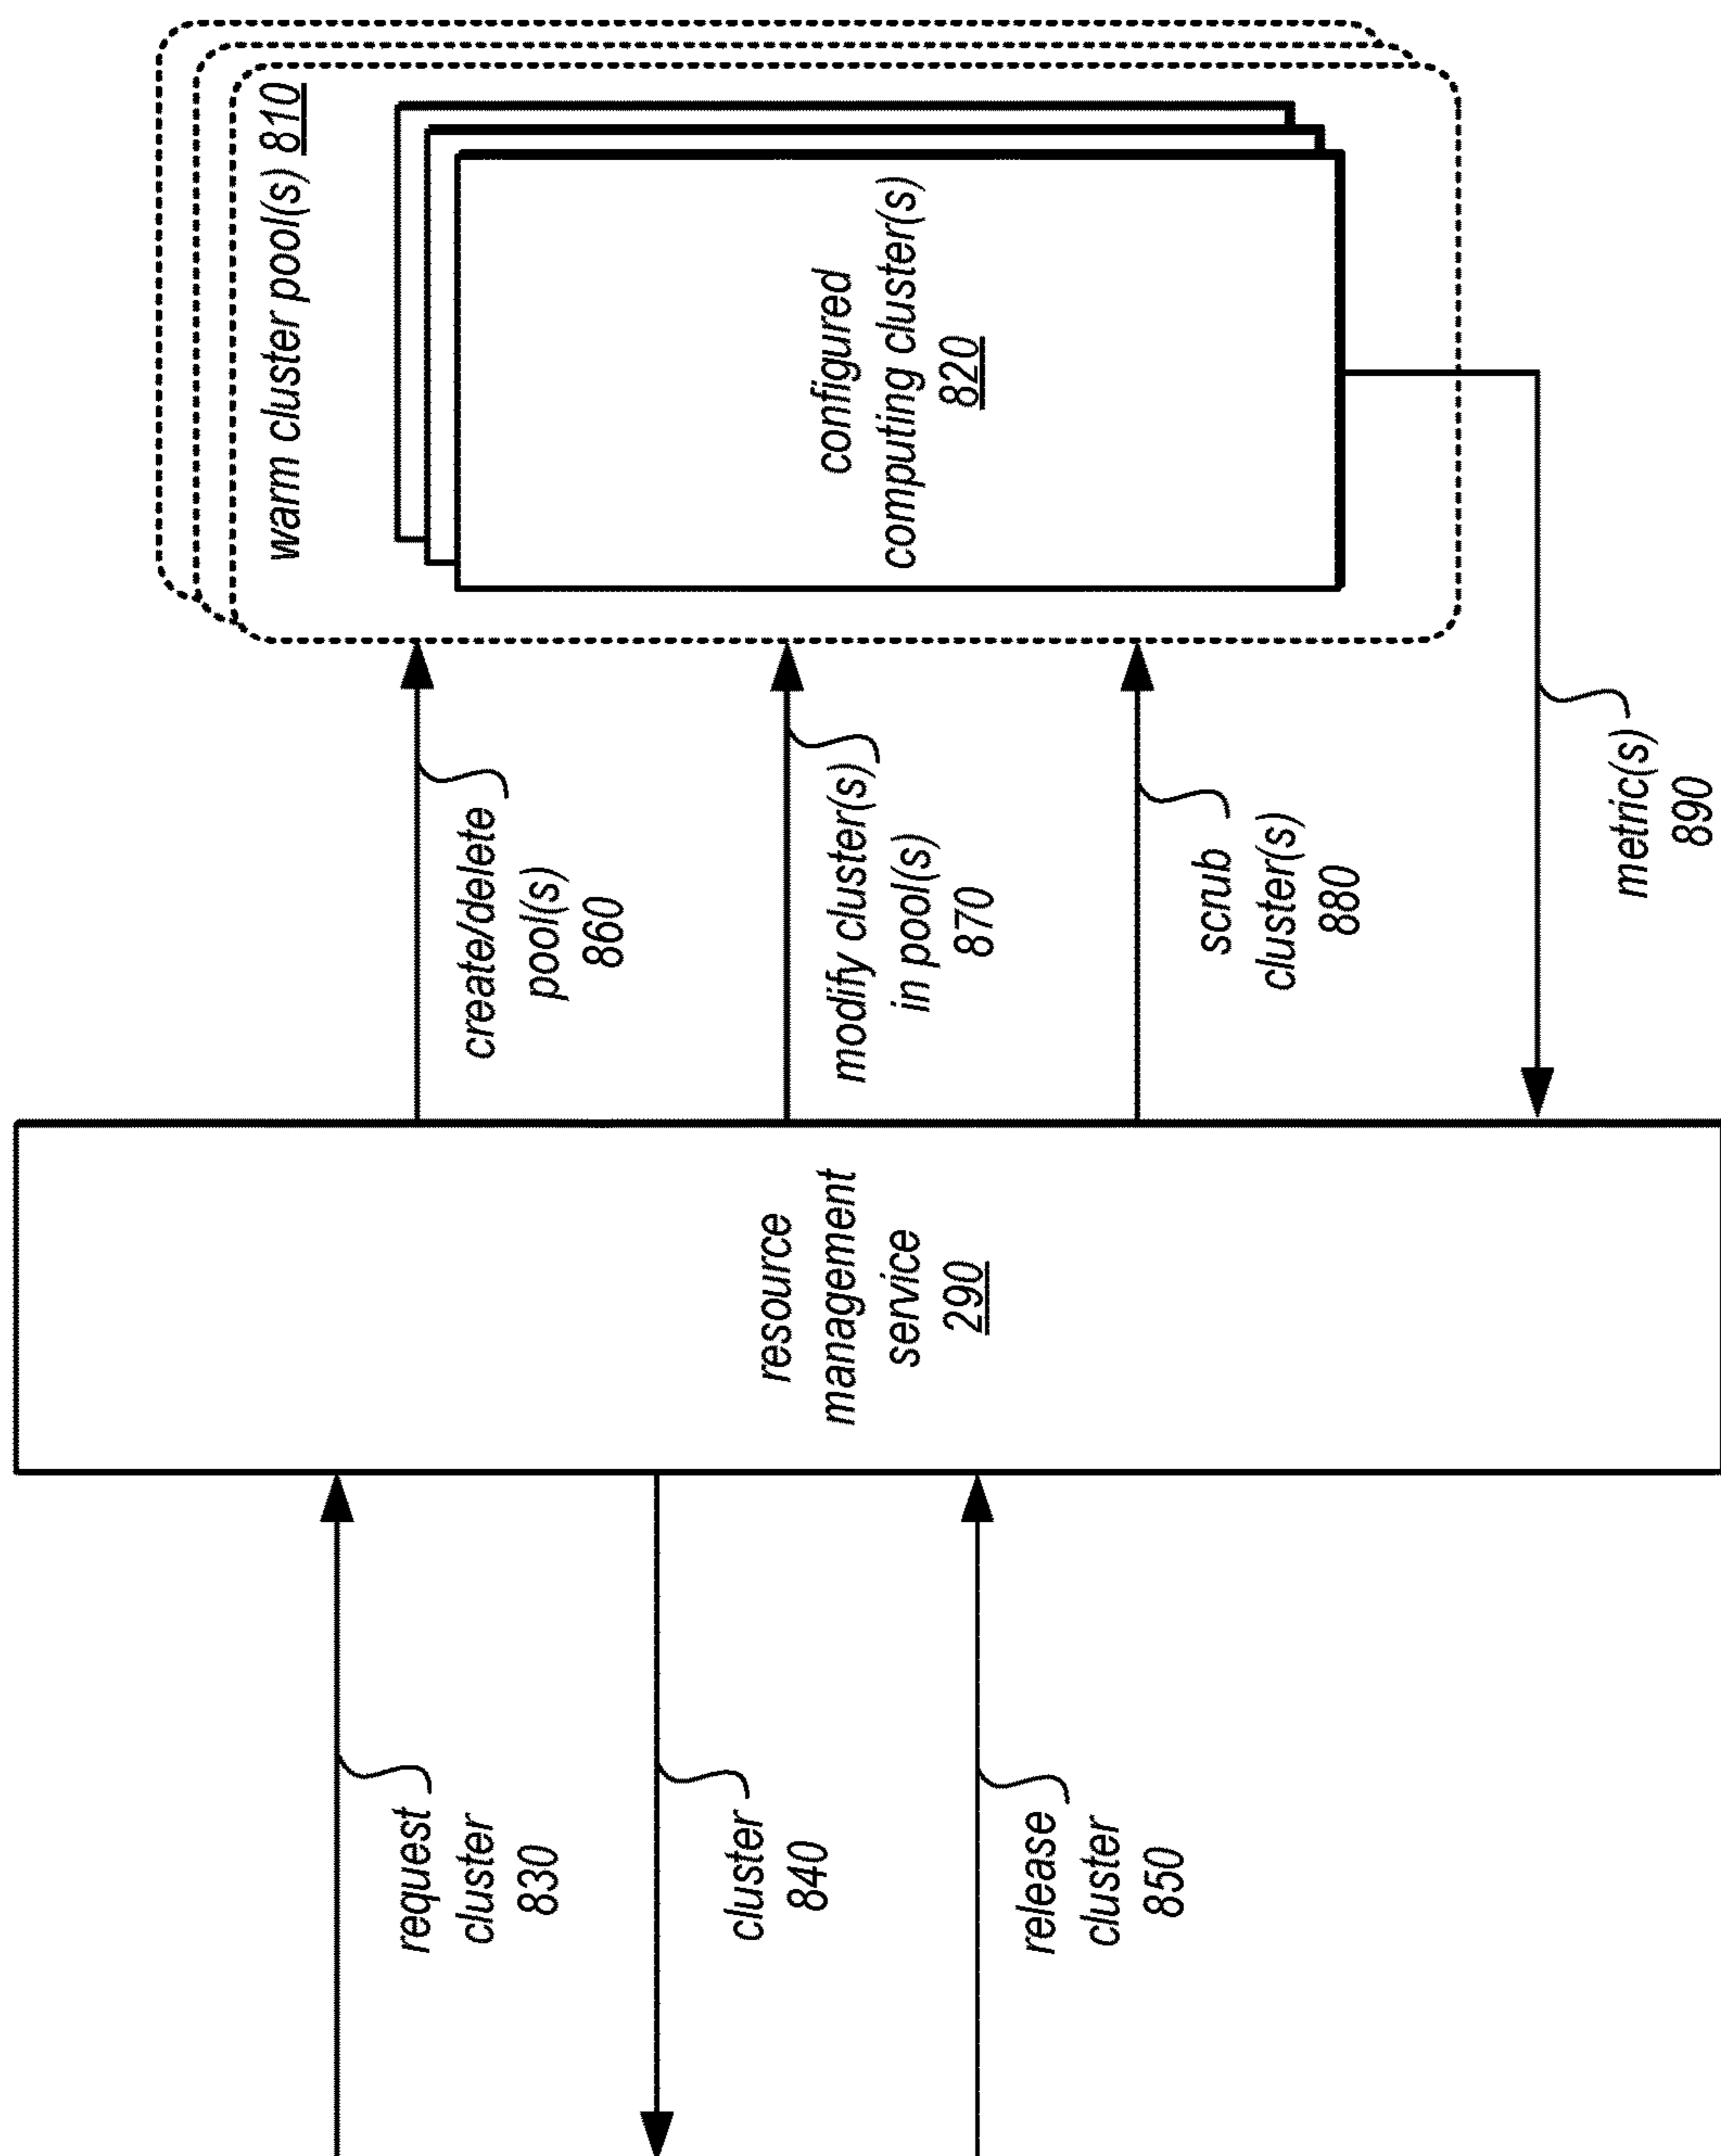 request
cluster
830
cluster
840
release
cluster
850
resource
management
service
290
create/delete
pool(s)
860
modify cluster(s)
in pool(s)
870
scrub
cluster(s)
880
metric(s)
890
warm cluster pool(s) 810
configured
computing cluster(s)
820